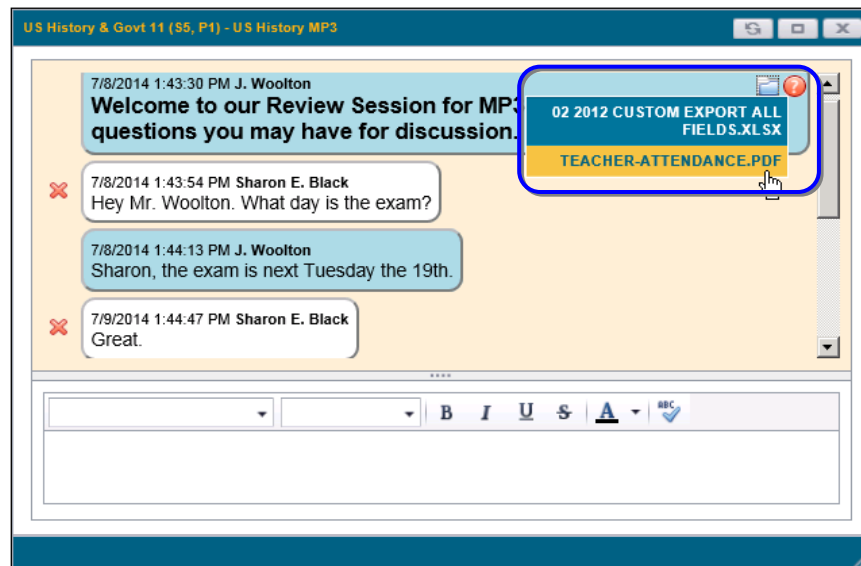 US History & Govt 11 (S5, P1) - US History MP3
7/8/2014 1:43:30 PM J. Woolton
Welcome to our Review Session for MP3
questions you may have for discussion.
02 2012 CUSTOM EXPORT ALL
FIELDS.XLSX
TEACHER-ATTENDANCE.PDF
7/8/2014 1:43:54 PM Sharon E. Black
Hey Mr. Woolton. What day is the exam?
7/8/2014 1:44:13 PM J. Woolton
Sharon, the exam is next Tuesday the 19th.
7/9/2014 1:44:47 PM Sharon E. Black
Great.
B I U S A ABC